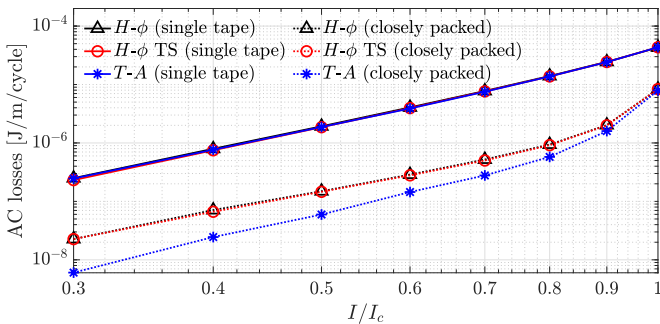 10⁻⁴
H-ϕ (single tape) H-ϕ (closely packed)
H-ϕ TS (single tape) H-ϕ TS (closely packed)
T-A (single tape) T-A (closely packed)
10⁻⁶
10⁻⁸
AC losses [J/m/cycle]
0.3 0.4 0.5 0.6 0.7 0.8 0.9 1
I/I_c